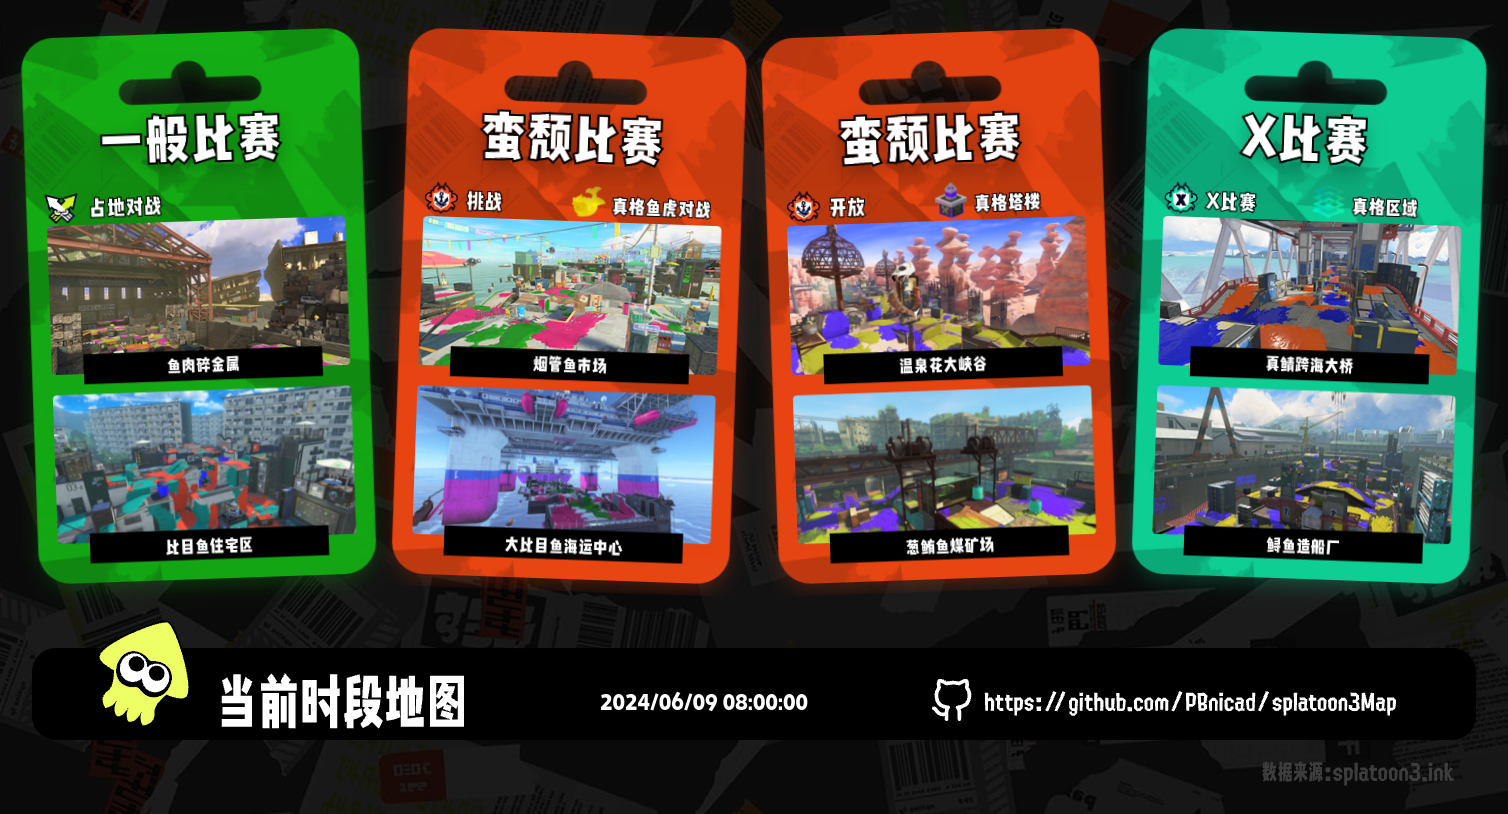 一般比赛
占地对战
鱼肉碎金属
比目鱼住宅区
蛮颓比赛
挑战
真格鱼虎对战
烟管鱼市场
大比目鱼海运中心
蛮颓比赛
开放
真格塔楼
温泉花大峡谷
葱鲔鱼煤矿场
X比赛
X比赛
真格区域
真鲭跨海大桥
鲟鱼造船厂
当前时段地图
2024/06/09 08:00:00
https://github.com/PBnicad/splatoon3Map
数据来源:splatoon3.ink